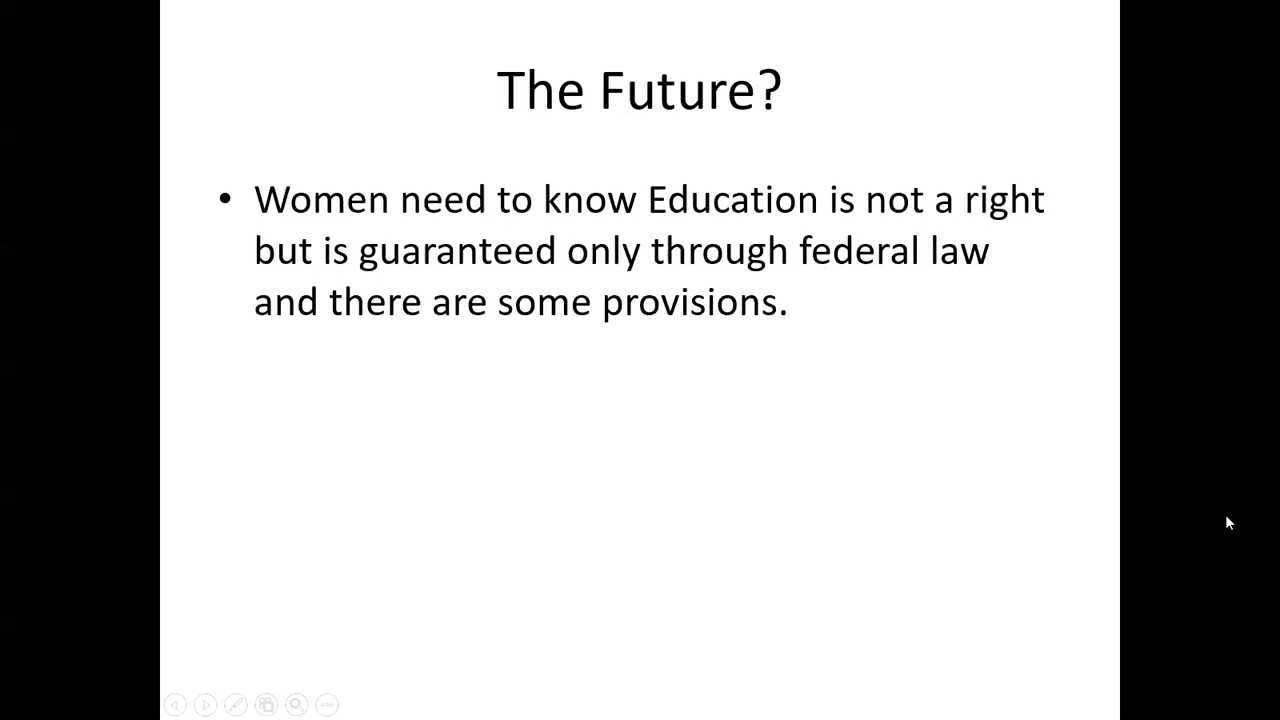 The Future?
• Women need to know Education is not a right
but is guaranteed only through federal law
and there are some provisions.